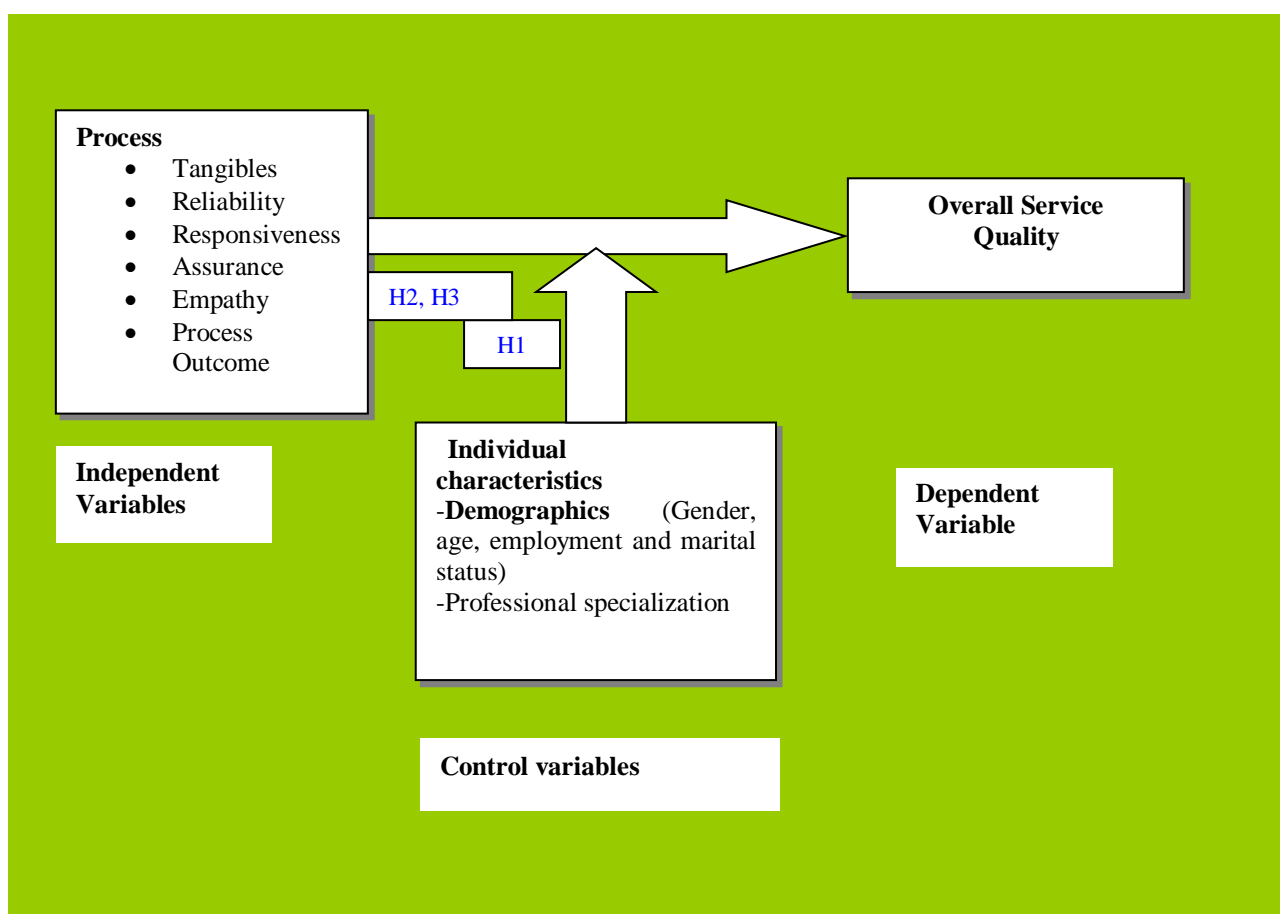 Process
• Tangibles
• Reliability
• Responsiveness
• Assurance
• Empathy
• Process
Outcome
Overall Service
Quality
H2, H3
H1
Individual
characteristics
-Demographics (Gender,
age, employment and marital
status)
-Professional specialization
Independent
Variables
Dependent
Variable
Control variables